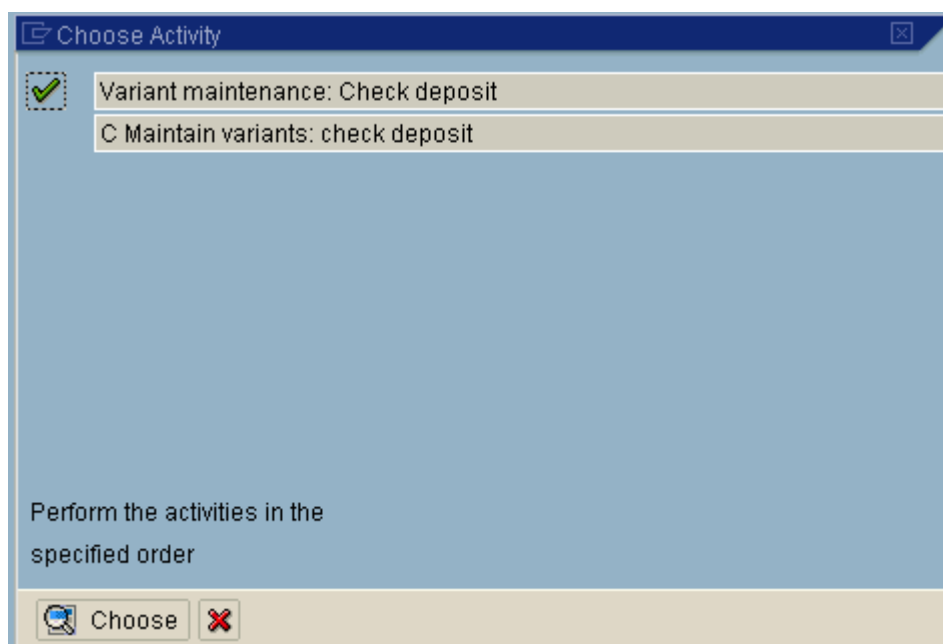 Choose Activity
Variant maintenance: Check deposit
C Maintain variants: check deposit
Perform the activities in the
specified order
Choose